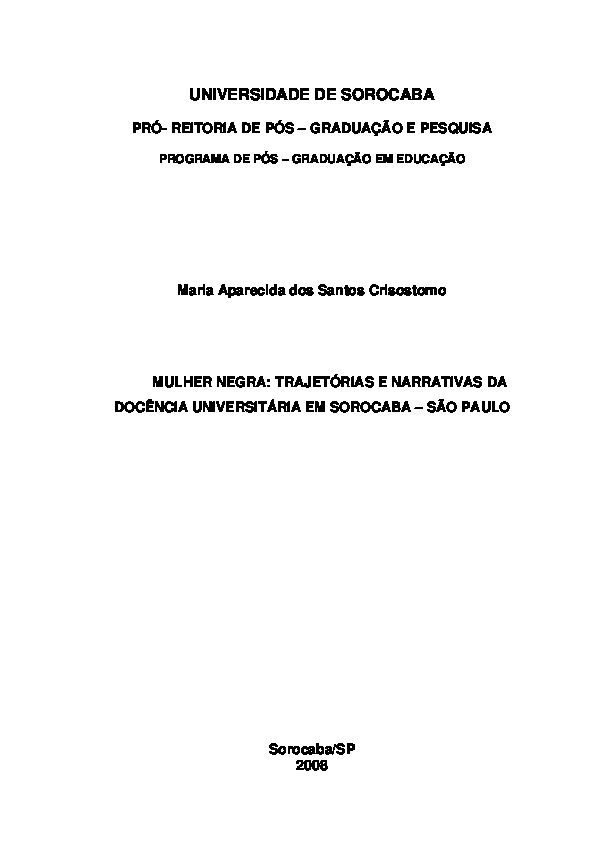 UNIVERSIDADE DE SOROCABA
PRÓ- REITORIA DE PÓS – GRADUAÇÃO E PESQUISA
PROGRAMA DE PÓS – GRADUAÇÃO EM EDUCAÇÃO
Maria Aparecida dos Santos Crisostomo
MULHER NEGRA: TRAJETÓRIAS E NARRATIVAS DA
DOCÊNCIA UNIVERSITÁRIA EM SOROCABA – SÃO PAULO
Sorocaba/SP
2008